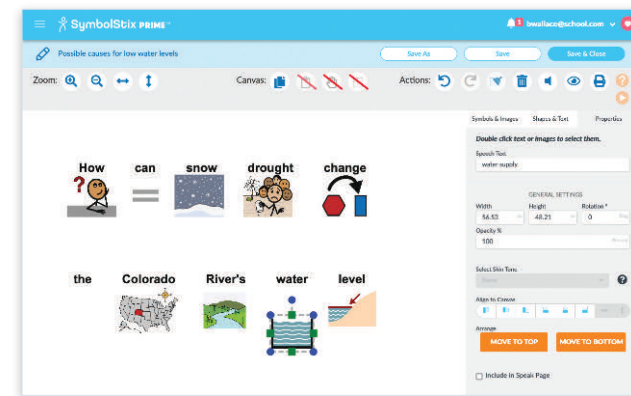 SymbolStix PRIME
1
bwallace@school.com
Possible causes for low water levels
Save As
Save
Save & Close
Zoom:
Canvas:
Actions:
?
Symbols & Images
Shapes & Text
Properties
Double click text or images to select them.
Speech Text
water supply
GENERAL SETTINGS
Width
Height
Rotation °
56.53
48.21
0
Opacity %
100
Select Skin Tone
?
Align to Canvas
Arrange
MOVE TO TOP
MOVE TO BOTTOM
Include in Speak Page
How can snow drought change
?
the Colorado River's water level